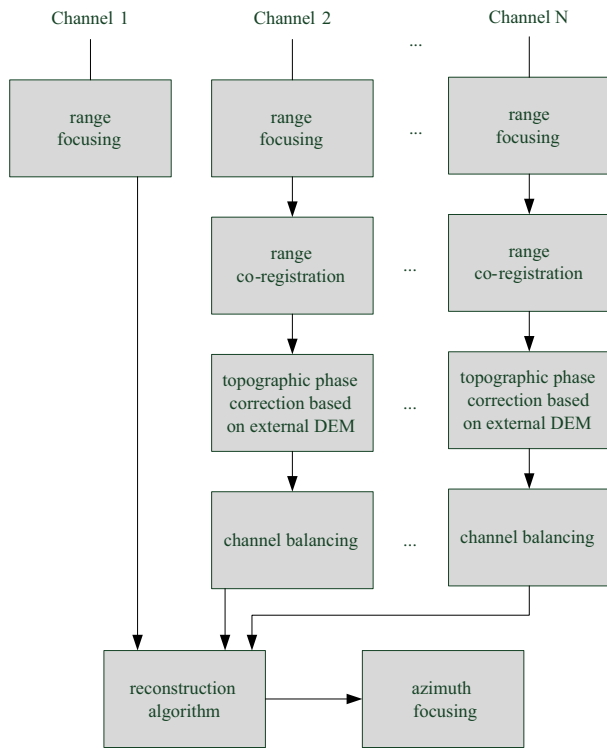 Channel 1
Channel 2
...
Channel N
range
focusing
range
focusing
...
range
focusing
range
co-registration
...
range
co-registration
topographic phase
correction based
on external DEM
...
topographic phase
correction based
on external DEM
channel balancing
...
channel balancing
reconstruction
algorithm
azimuth
focusing